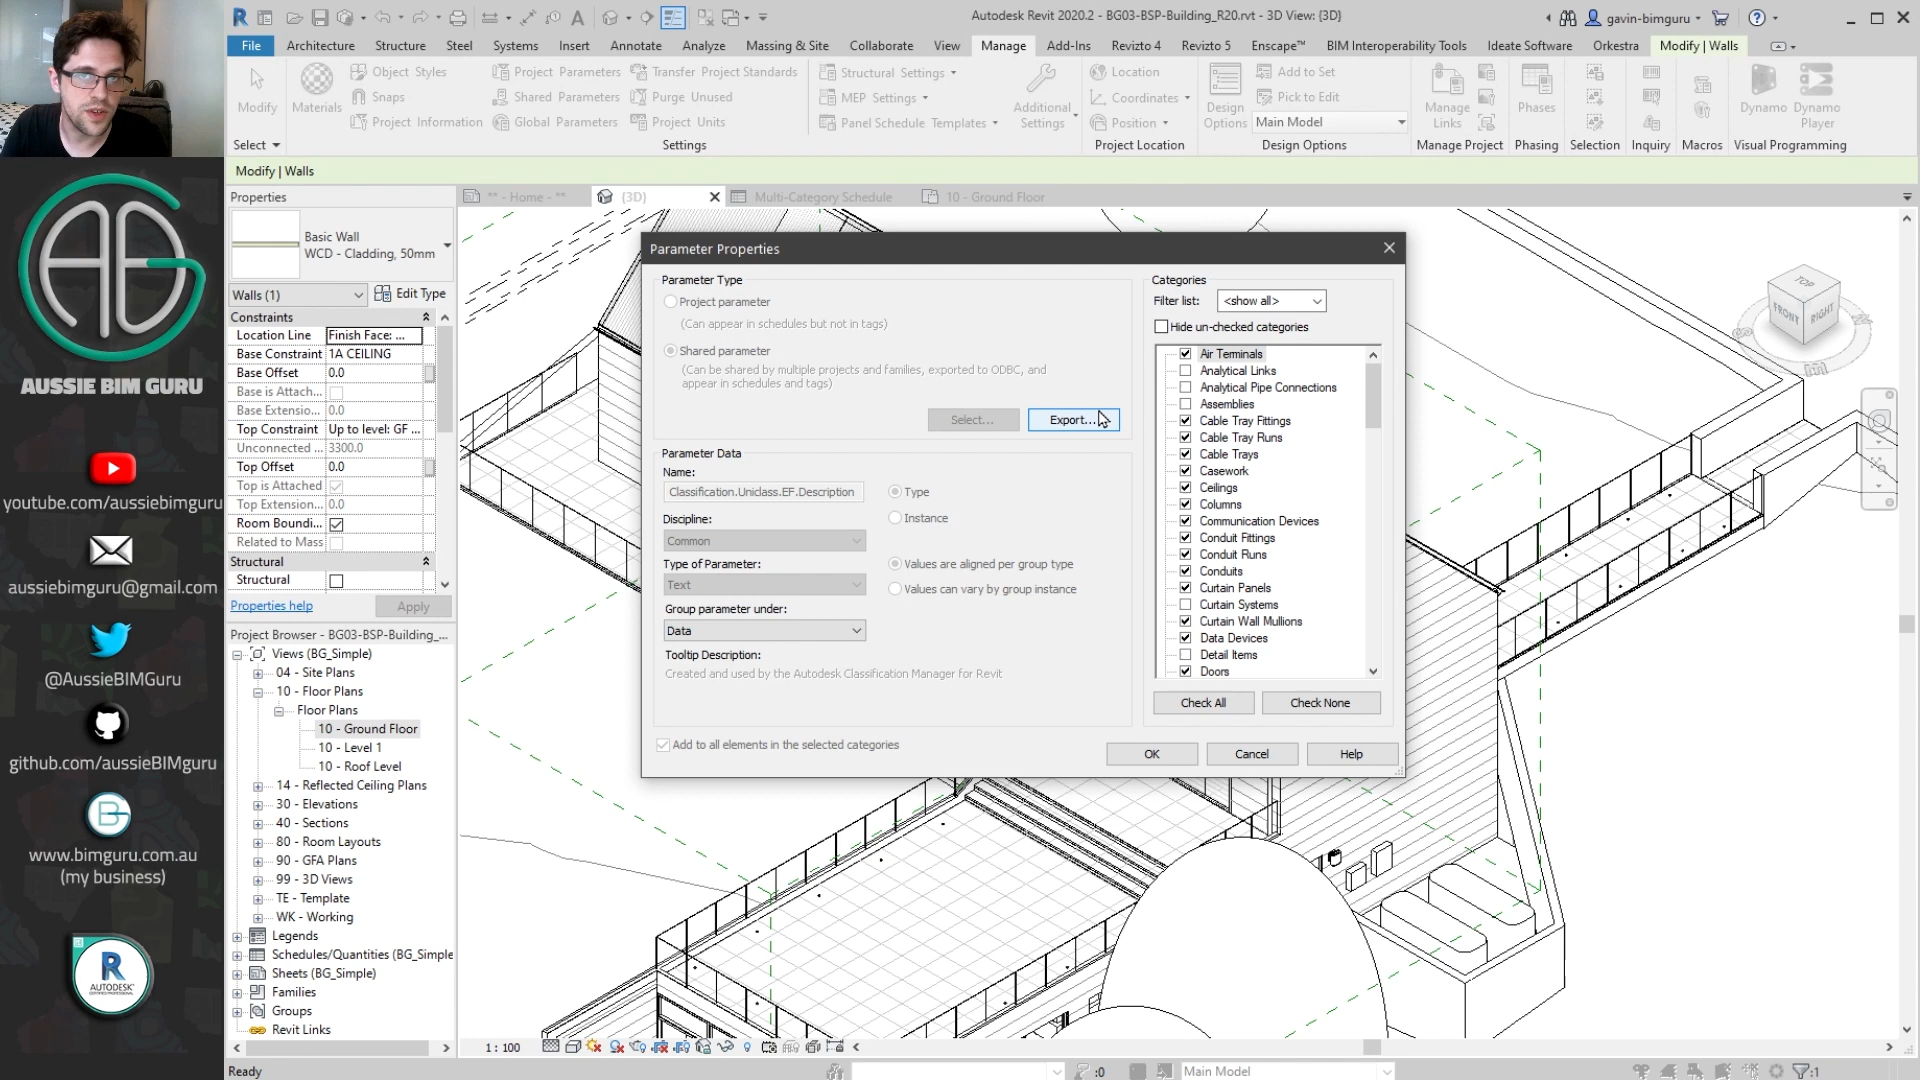 Autodesk Revit 2020.2 - BG03-BSP-Building_R20.rvt - 3D View: {3D}
gavin-bimguru
File Architecture Structure Steel Systems Insert Annotate Analyze Massing & Site Collaborate View Manage Add-Ins Revizto 4 Revizto 5 Enscape™ BIM Interoperability Tools Ideate Software Orkestra Modify | Walls
Modify
Materials
Object Styles
Snaps
Project Information
Project Parameters
Shared Parameters
Global Parameters
Transfer Project Standards
Purge Unused
Project Units
Structural Settings
MEP Settings
Panel Schedule Templates
Additional Settings
Location
Coordinates
Position
Design Options
Add to Set
Pick to Edit
Main Model
Manage Links
Phases
Dynamo
Dynamo Player
Select
Settings
Project Location
Design Options
Manage Project
Phasing
Selection
Inquiry
Macros
Visual Programming
Modify | Walls
Properties
** - Home - **
{3D}
Multi-Category Schedule
10 - Ground Floor
Basic Wall
WCD - Cladding, 50mm
Walls (1)
Edit Type
Constraints
Location Line Finish Face: ...
Base Constraint 1A CEILING
Base Offset 0.0
Base is Attach...
Base Extensio... 0.0
Top Constraint Up to level: GF ...
Unconnected ... 3300.0
Top Offset 0.0
Top is Attached
Top Extension... 0.0
Room Boundi...
Related to Mass
Structural
Structural
Properties help
Apply
Project Browser - BG03-BSP-Building_...
Views (BG_Simple)
04 - Site Plans
10 - Floor Plans
Floor Plans
10 - Ground Floor
10 - Level 1
10 - Roof Level
14 - Reflected Ceiling Plans
30 - Elevations
40 - Sections
80 - Room Layouts
90 - GFA Plans
99 - 3D Views
TE - Template
WK - Working
Legends
Schedules/Quantities (BG_Simple
Sheets (BG_Simple)
Families
Groups
Revit Links
Parameter Properties
Parameter Type
Project parameter
(Can appear in schedules but not in tags)
Shared parameter
(Can be shared by multiple projects and families, exported to ODBC, and
appear in schedules and tags)
Select...
Export...
Parameter Data
Name:
Classification.Uniclass.EF.Description
Type
Discipline:
Instance
Common
Type of Parameter:
Values are aligned per group type
Text
Values can vary by group instance
Group parameter under:
Data
Tooltip Description:
Created and used by the Autodesk Classification Manager for Revit
Add to all elements in the selected categories
Categories
Filter list: <show all>
Hide un-checked categories
Air Terminals
Analytical Links
Analytical Pipe Connections
Assemblies
Cable Tray Fittings
Cable Tray Runs
Cable Trays
Casework
Ceilings
Columns
Communication Devices
Conduit Fittings
Conduit Runs
Conduits
Curtain Panels
Curtain Systems
Curtain Wall Mullions
Data Devices
Detail Items
Doors
Check All
Check None
OK
Cancel
Help
TOP
FRONT
RIGHT
1 : 100
Ready
:0
Main Model
:1
AUSSIE BIM GURU
youtube.com/aussiebimguru
aussiebimguru@gmail.com
@AussieBIMGuru
github.com/aussieBIMguru
www.bimguru.com.au
(my business)
R
AUTODESK